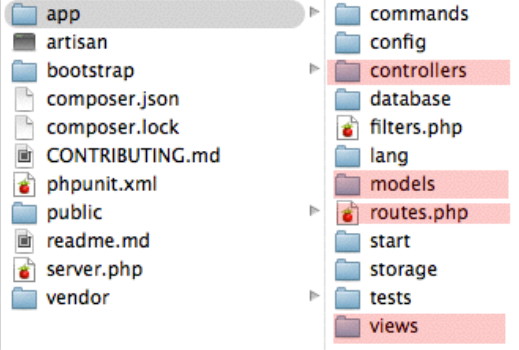 app
artisan
bootstrap
composer.json
composer.lock
CONTRIBUTING.md
phpunit.xml
public
readme.md
server.php
vendor
commands
config
controllers
database
filters.php
lang
models
routes.php
start
storage
tests
views